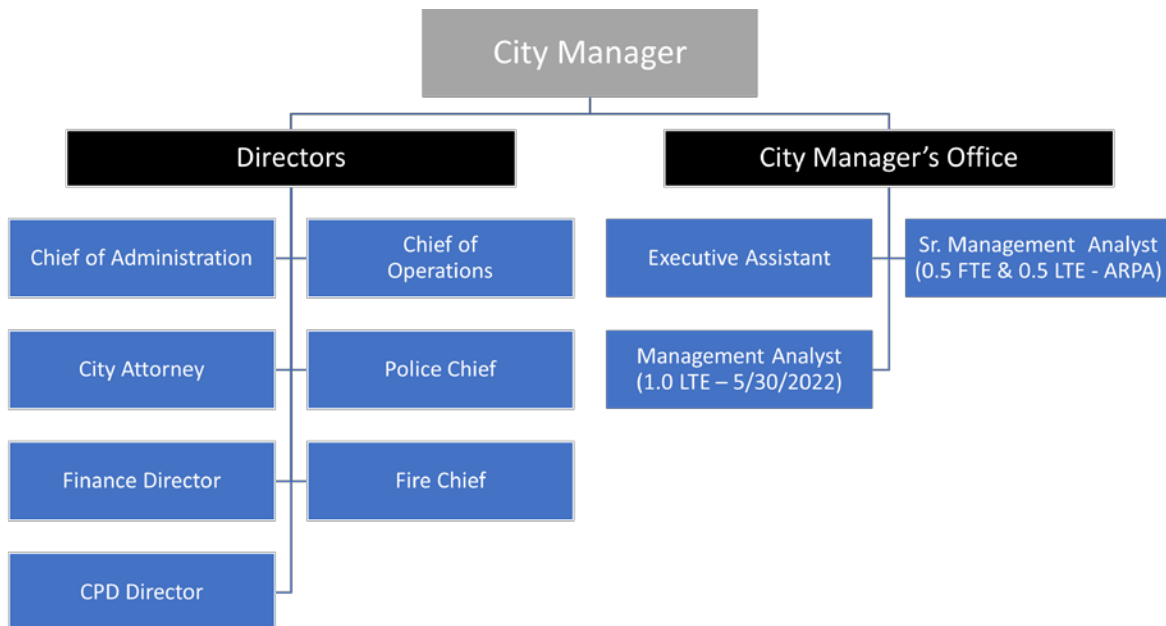 City Manager
Directors
City Manager’s Office
Chief of Administration
Chief of
Operations
Executive Assistant
Sr. Management Analyst
(0.5 FTE & 0.5 LTE - ARPA)
City Attorney
Police Chief
Management Analyst
(1.0 LTE – 5/30/2022)
Finance Director
Fire Chief
CPD Director